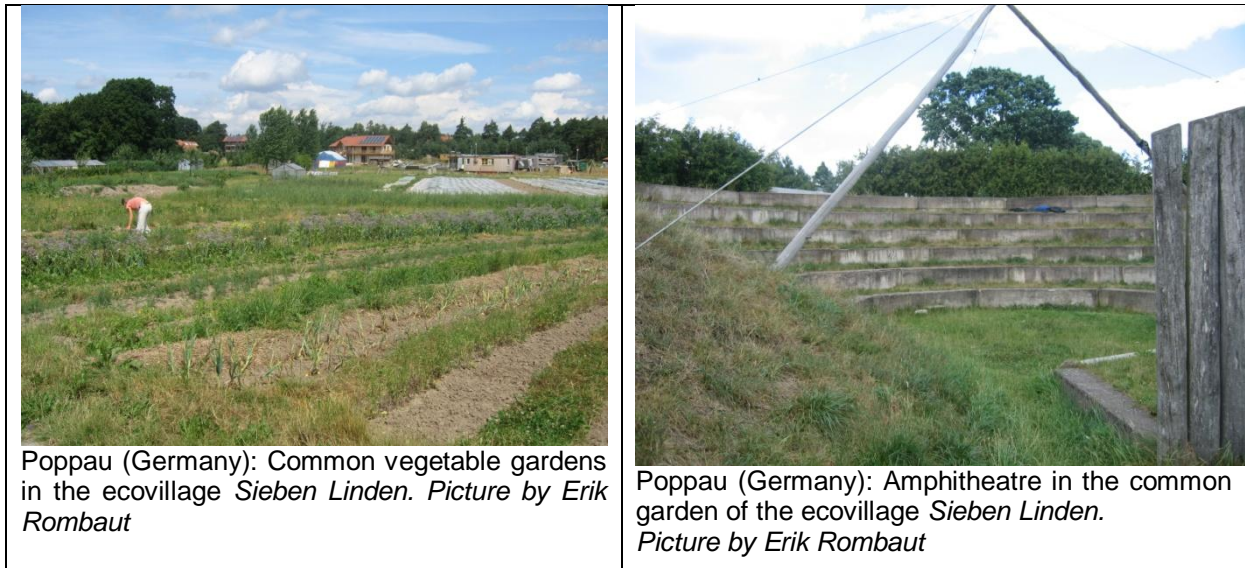 Poppau (Germany): Common vegetable gardens
in the ecovillage Sieben Linden. Picture by Erik
Rombaut
Poppau (Germany): Amphitheatre in the common
garden of the ecovillage Sieben Linden.
Picture by Erik Rombaut